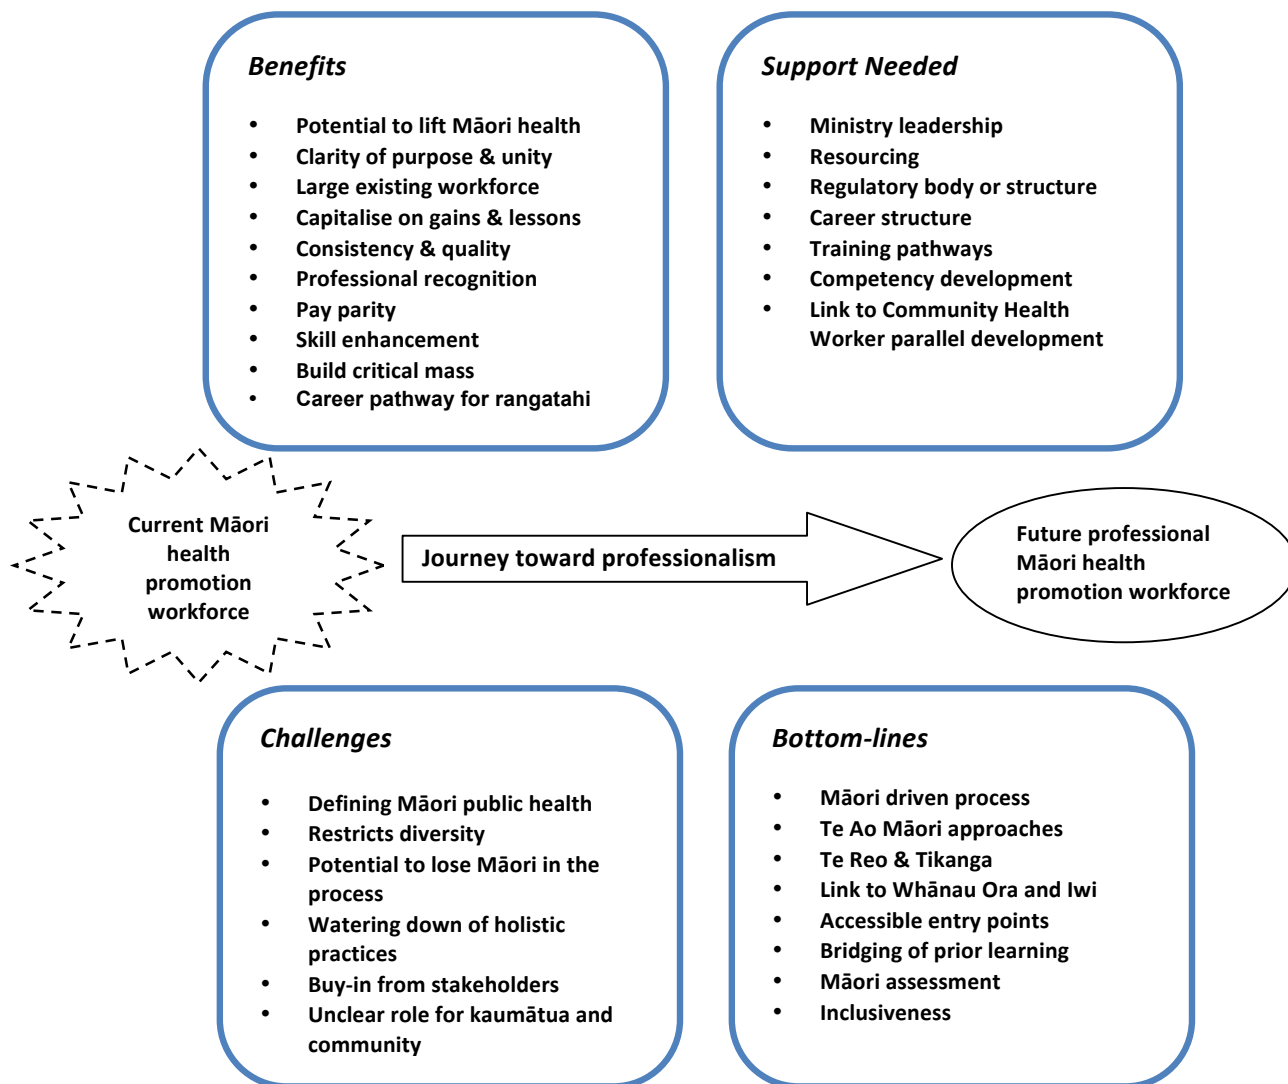 Benefits
• Potential to lift Māori health
• Clarity of purpose & unity
• Large existing workforce
• Capitalise on gains & lessons
• Consistency & quality
• Professional recognition
• Pay parity
• Skill enhancement
• Build critical mass
• Career pathway for rangatahi
Support Needed
• Ministry leadership
• Resourcing
• Regulatory body or structure
• Career structure
• Training pathways
• Competency development
• Link to Community Health
Worker parallel development
Current Māori
health
promotion
workforce
Journey toward professionalism
Future professional
Māori health
promotion workforce
Challenges
• Defining Māori public health
• Restricts diversity
• Potential to lose Māori in the
process
• Watering down of holistic
practices
• Buy-in from stakeholders
• Unclear role for kaumātua and
community
Bottom-lines
• Māori driven process
• Te Ao Māori approaches
• Te Reo & Tikanga
• Link to Whānau Ora and Iwi
• Accessible entry points
• Bridging of prior learning
• Māori assessment
• Inclusiveness